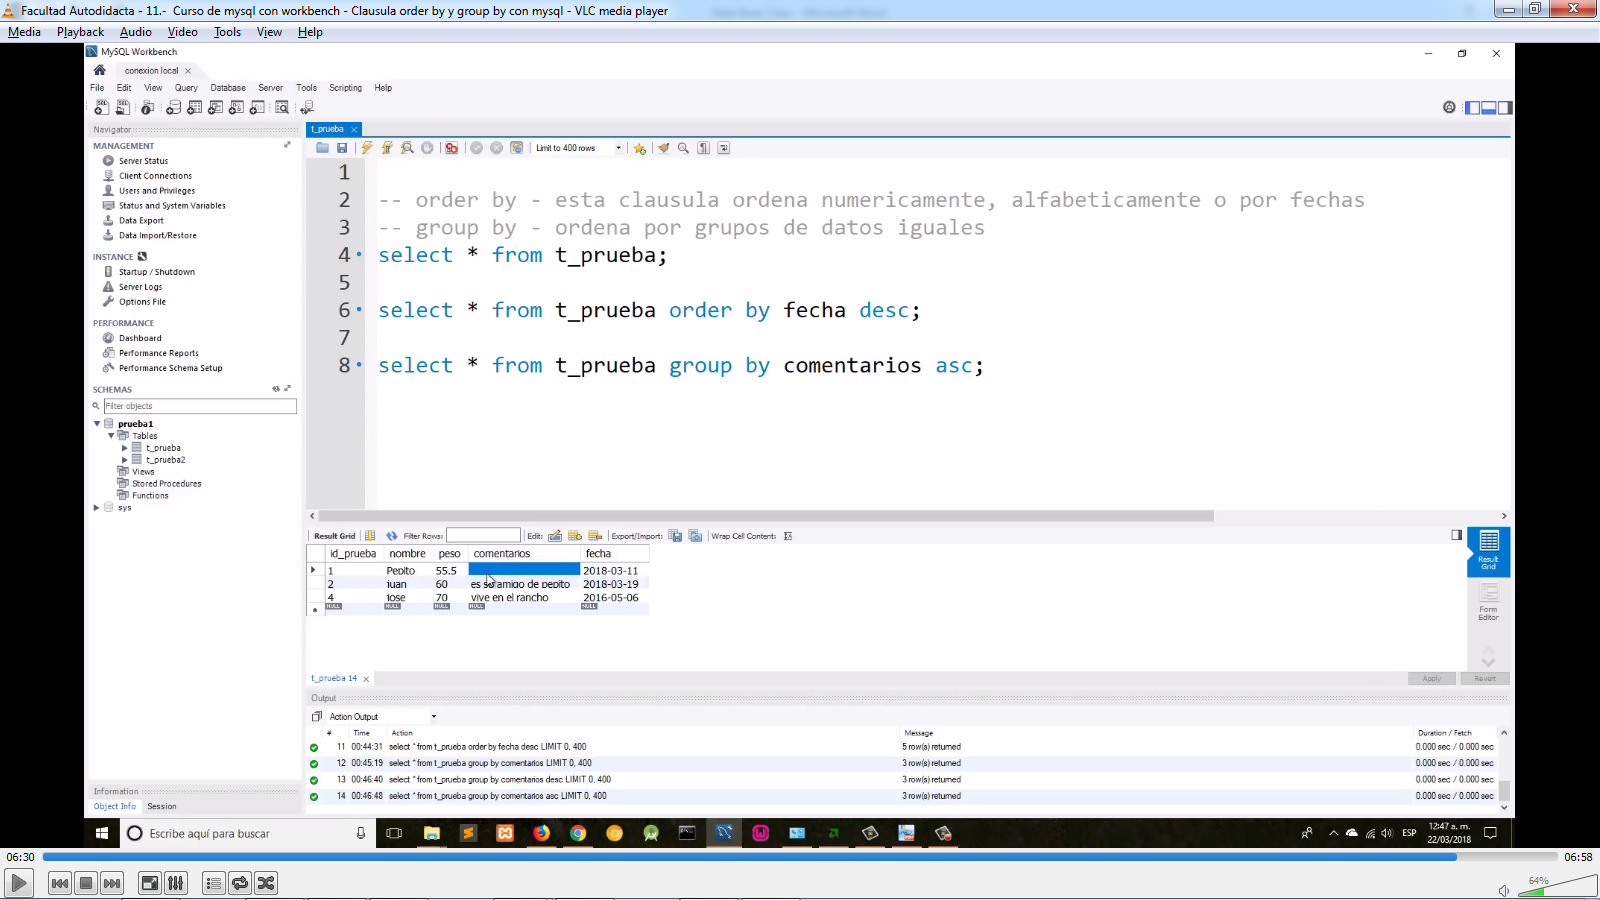 Facultad Autodidacta - 11.- Curso de mysql con workbench - Clausula order by y group by con mysql - VLC media player
Media Playback Audio Video Tools View Help
MySQL Workbench
conexion local
File Edit View Query Database Server Tools Scripting Help
Navigator
MANAGEMENT
Server Status
Client Connections
Users and Privileges
Status and System Variables
Data Export
Data Import/Restore
INSTANCE
Startup / Shutdown
Server Logs
Options File
PERFORMANCE
Dashboard
Performance Reports
Performance Schema Setup
SCHEMAS
Filter objects
prueba1
Tables
t_prueba
t_prueba2
Views
Stored Procedures
Functions
sys
Information
Object Info Session
t_prueba
Limit to 400 rows
1
2 -- order by - esta clausula ordena numericamente, alfabeticamente o por fechas
3 -- group by - ordena por grupos de datos iguales
4 select * from t_prueba;
5
6 select * from t_prueba order by fecha desc;
7
8 select * from t_prueba group by comentarios asc;
Result Grid Filter Rows: Edit: Export/Import: Wrap Cell Content:
id_prueba nombre peso comentarios fecha
1 Pepito 55.5 2018-03-11
2 juan 60 es amigo de pepito 2018-03-19
4 jose 70 vive en el rancho 2016-05-06
NULL NULL NULL NULL NULL
Result Grid
Form Editor
t_prueba 14
Apply Revert
Output
Action Output
# Time Action Message Duration / Fetch
11 00:44:31 select * from t_prueba order by fecha desc LIMIT 0, 400 5 row(s) returned 0.000 sec / 0.000 sec
12 00:45:19 select * from t_prueba group by comentarios LIMIT 0, 400 3 row(s) returned 0.000 sec / 0.000 sec
13 00:46:40 select * from t_prueba group by comentarios desc LIMIT 0, 400 3 row(s) returned 0.000 sec / 0.000 sec
14 00:46:48 select * from t_prueba group by comentarios asc LIMIT 0, 400 3 row(s) returned 0.000 sec / 0.000 sec
Escribe aquí para buscar
ESP
12:47 a. m.
22/03/2018
06:30
06:58
64%